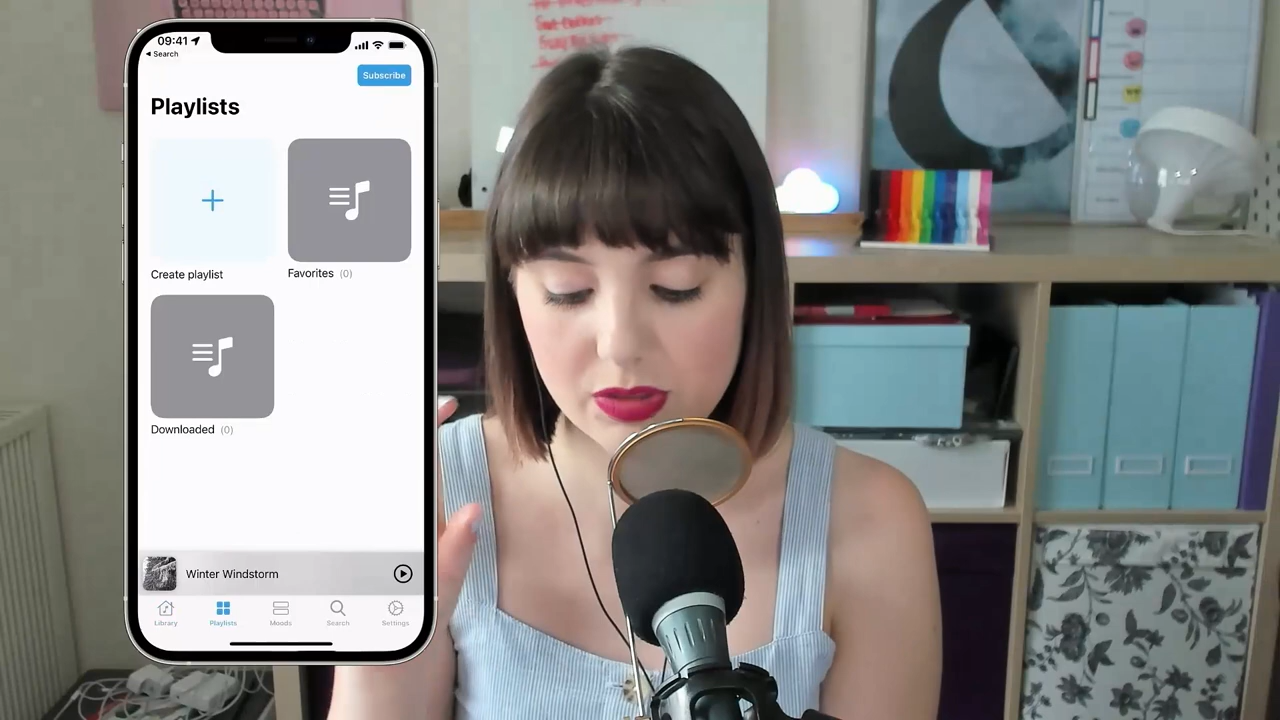 09:41
Search
Subscribe
Playlists
Create playlist
Favorites (0)
Downloaded (0)
Winter Windstorm
Library
Playlists
Moods
Search
Settings